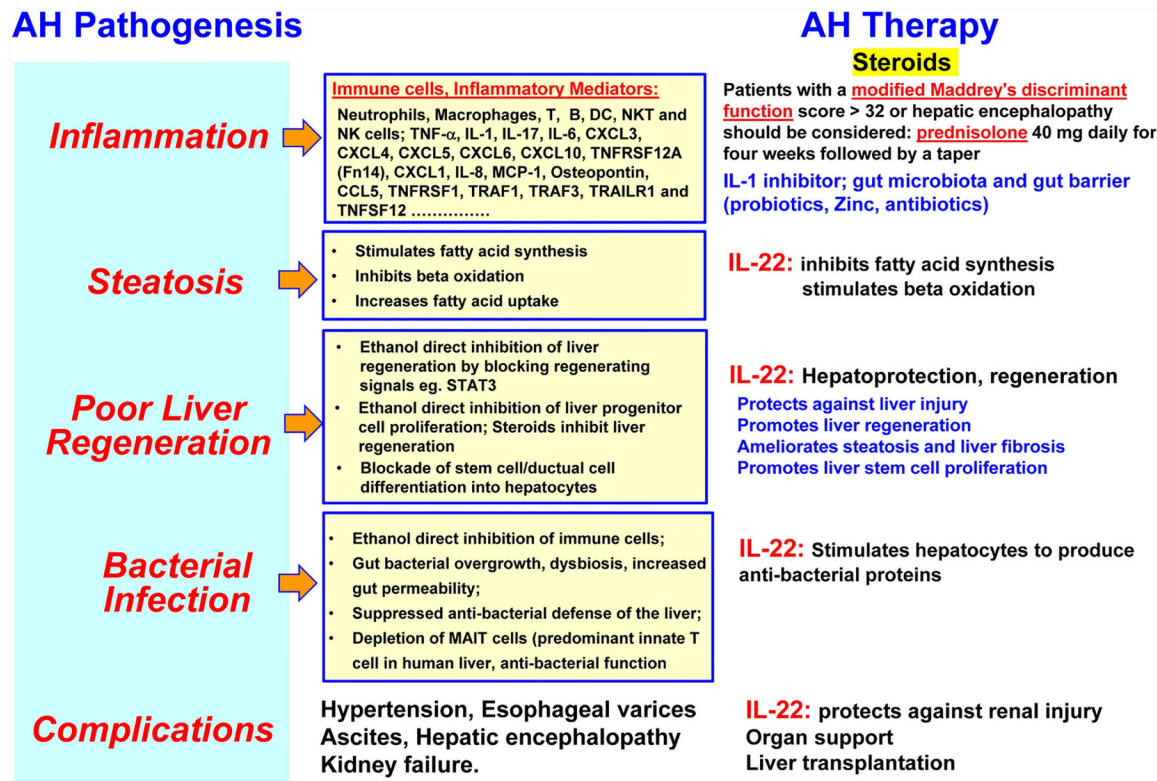 AH Pathogenesis
AH Therapy
Inflammation
Immune cells, Inflammatory Mediators:
Neutrophils, Macrophages, T, B, DC, NKT and
NK cells; TNF-α, IL-1, IL-17, IL-6, CXCL3,
CXCL4, CXCL5, CXCL6, CXCL10, TNFRSF12A
(Fn14), CXCL1, IL-8, MCP-1, Osteopontin,
CCL5, TNFRSF1, TRAF1, TRAF3, TRAILR1 and
TNFSF12 ...............
Steroids
Patients with a modified Maddrey's discriminant
function score > 32 or hepatic encephalopathy
should be considered: prednisolone 40 mg daily for
four weeks followed by a taper
IL-1 inhibitor; gut microbiota and gut barrier
(probiotics, Zinc, antibiotics)
Steatosis
• Stimulates fatty acid synthesis
• Inhibits beta oxidation
• Increases fatty acid uptake
IL-22: inhibits fatty acid synthesis
stimulates beta oxidation
Poor Liver
Regeneration
• Ethanol direct inhibition of liver
regeneration by blocking regenerating
signals eg. STAT3
• Ethanol direct inhibition of liver progenitor
cell proliferation; Steroids inhibit liver
regeneration
• Blockade of stem cell/ductual cell
differentiation into hepatocytes
IL-22: Hepatoprotection, regeneration
Protects against liver injury
Promotes liver regeneration
Ameliorates steatosis and liver fibrosis
Promotes liver stem cell proliferation
Bacterial
Infection
• Ethanol direct inhibition of immune cells;
• Gut bacterial overgrowth, dysbiosis, increased
gut permeability;
• Suppressed anti-bacterial defense of the liver;
• Depletion of MAIT cells (predominant innate T
cell in human liver, anti-bacterial function
IL-22: Stimulates hepatocytes to produce
anti-bacterial proteins
Complications
Hypertension, Esophageal varices
Ascites, Hepatic encephalopathy
Kidney failure.
IL-22: protects against renal injury
Organ support
Liver transplantation